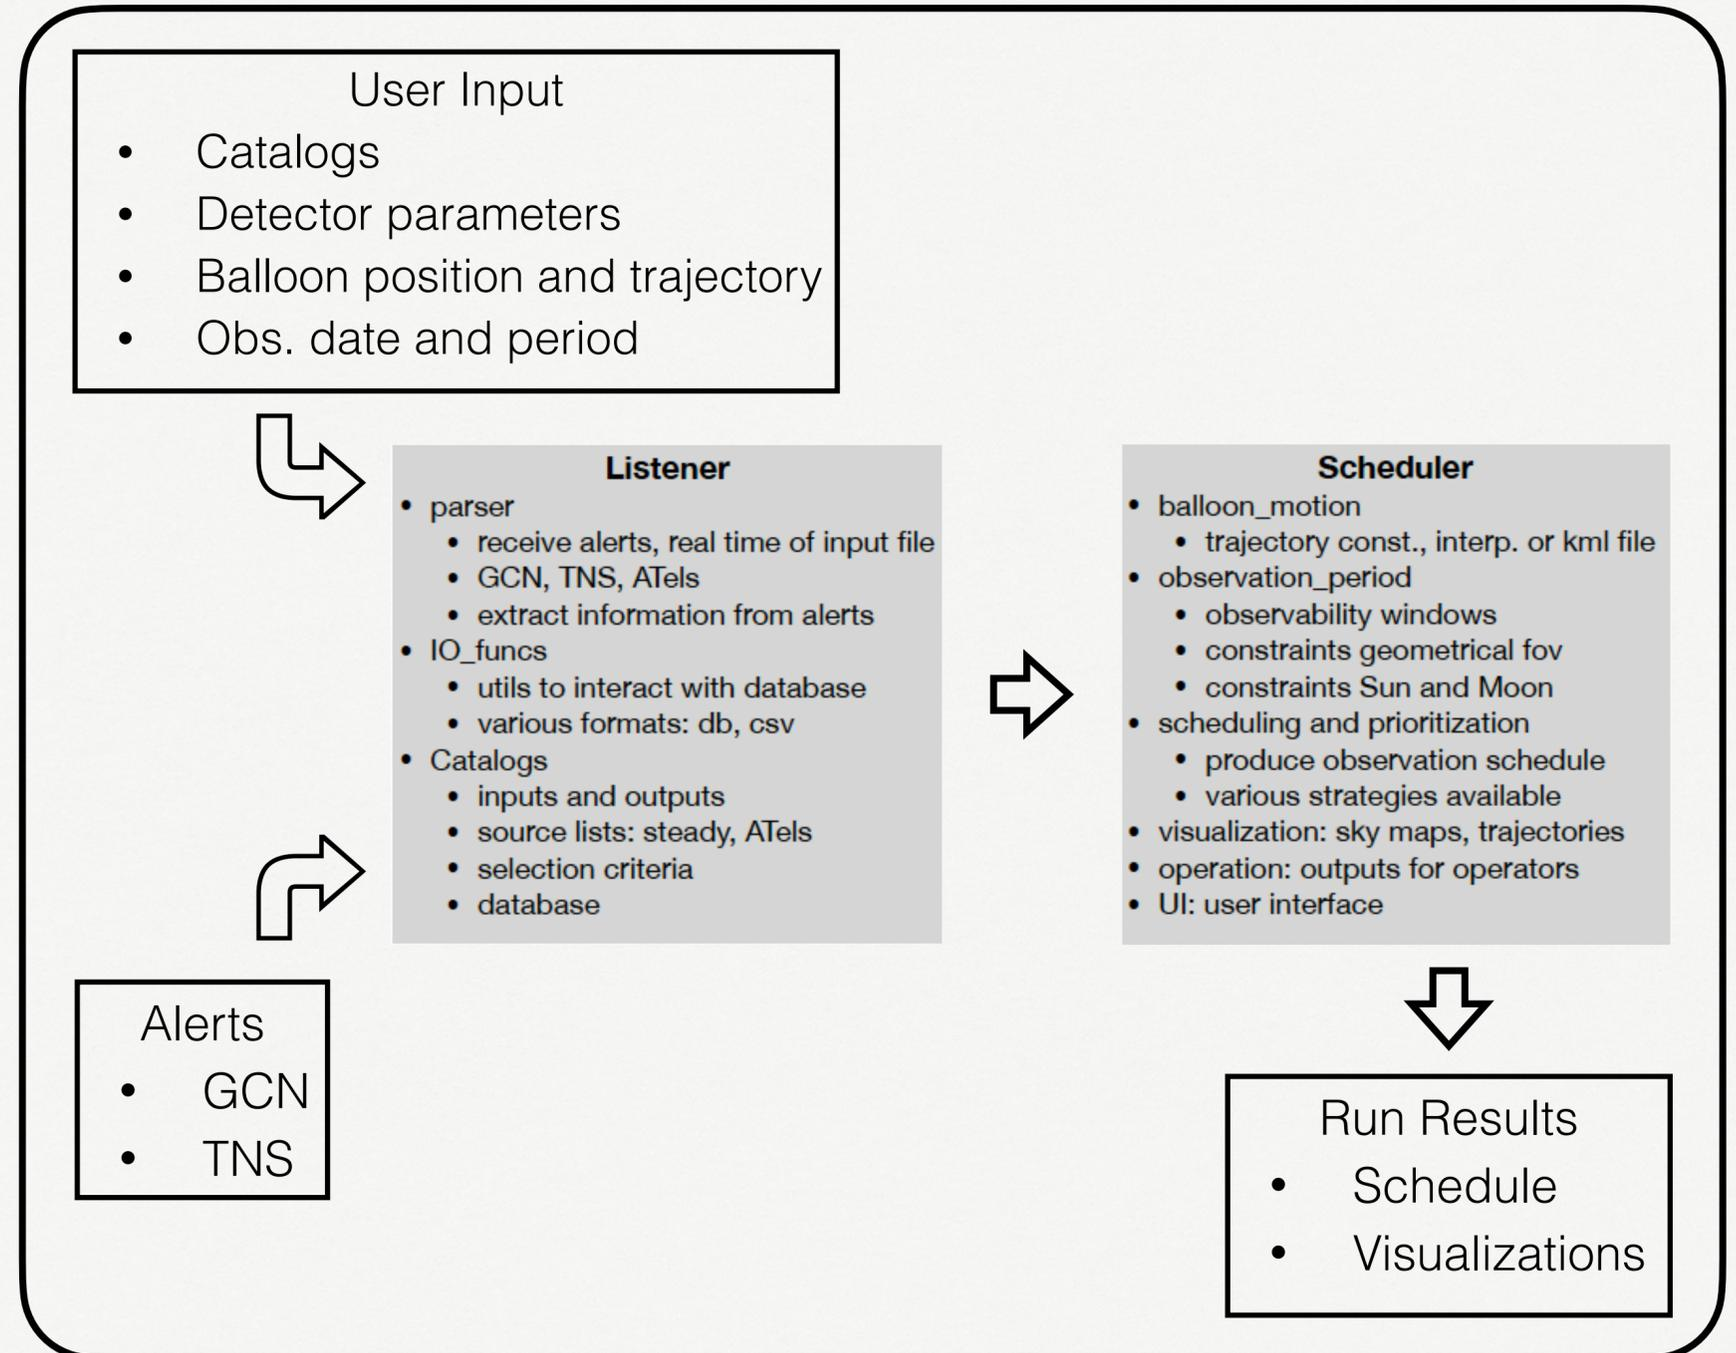 User Input
• Catalogs
• Detector parameters
• Balloon position and trajectory
• Obs. date and period
Listener
• parser
• receive alerts, real time of input file
• GCN, TNS, ATels
• extract information from alerts
• IO_funcs
• utils to interact with database
• various formats: db, csv
• Catalogs
• inputs and outputs
• source lists: steady, ATels
• selection criteria
• database
Scheduler
• balloon_motion
• trajectory const., interp. or kml file
• observation_period
• observability windows
• constraints geometrical fov
• constraints Sun and Moon
• scheduling and prioritization
• produce observation schedule
• various strategies available
• visualization: sky maps, trajectories
• operation: outputs for operators
• UI: user interface
Alerts
• GCN
• TNS
Run Results
• Schedule
• Visualizations